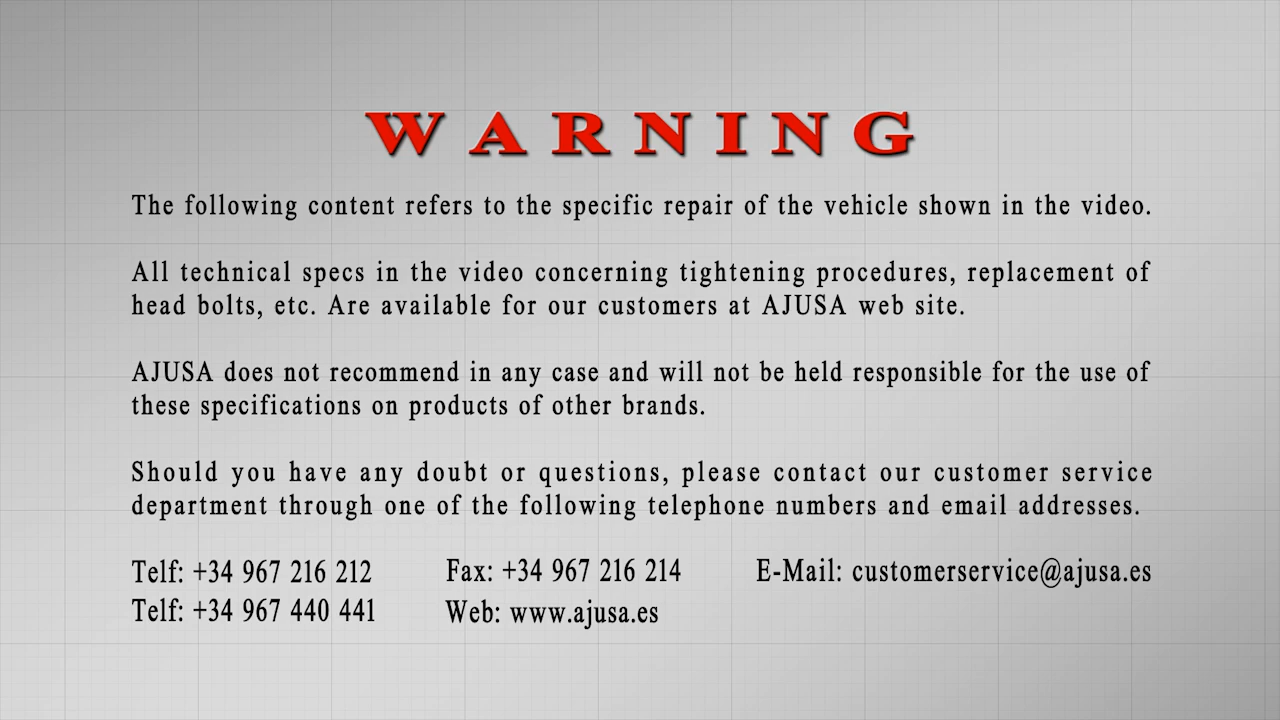 WARNING
The following content refers to the specific repair of the vehicle shown in the video.
All technical specs in the video concerning tightening procedures, replacement of
head bolts, etc. Are available for our customers at AJUSA web site.
AJUSA does not recommend in any case and will not be held responsible for the use of
these specifications on products of other brands.
Should you have any doubt or questions, please contact our customer service
department through one of the following telephone numbers and email addresses.
Telf: +34 967 216 212 Fax: +34 967 216 214 E-Mail: customerservice@ajusa.es
Telf: +34 967 440 441 Web: www.ajusa.es